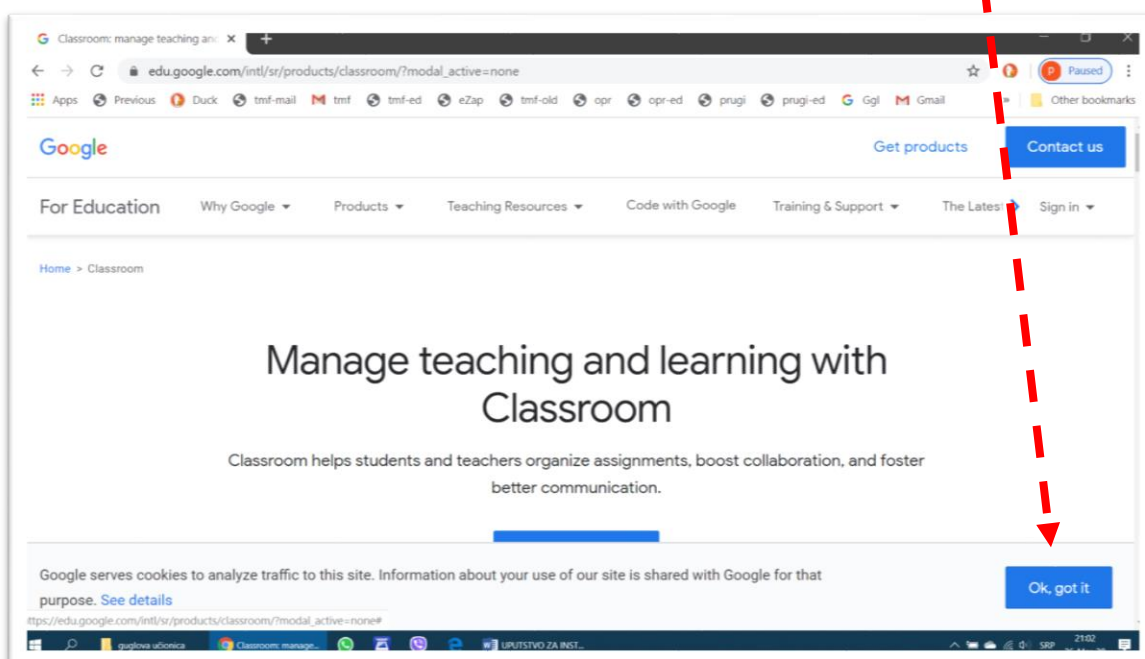 Classroom: manage teaching an
edu.google.com/intl/sr/products/classroom/?modal_active=none
Paused
Apps Previous Duck tmf-mail tmf tmf-ed eZap tmf-old opr opr-ed prugi prugi-ed Ggl Gmail » Other bookmarks
Google Get products Contact us
For Education Why Google Products Teaching Resources Code with Google Training & Support The Latest Sign in
Home > Classroom
Manage teaching and learning with
Classroom
Classroom helps students and teachers organize assignments, boost collaboration, and foster
better communication.
Google serves cookies to analyze traffic to this site. Information about your use of our site is shared with Google for that
purpose. See details
Ok, got it
ttps://edu.google.com/intl/sr/products/classroom/?modal_active=none#
guglova učionica Classroom: manage... UPUTSTVO ZA INST... SRP 21:02